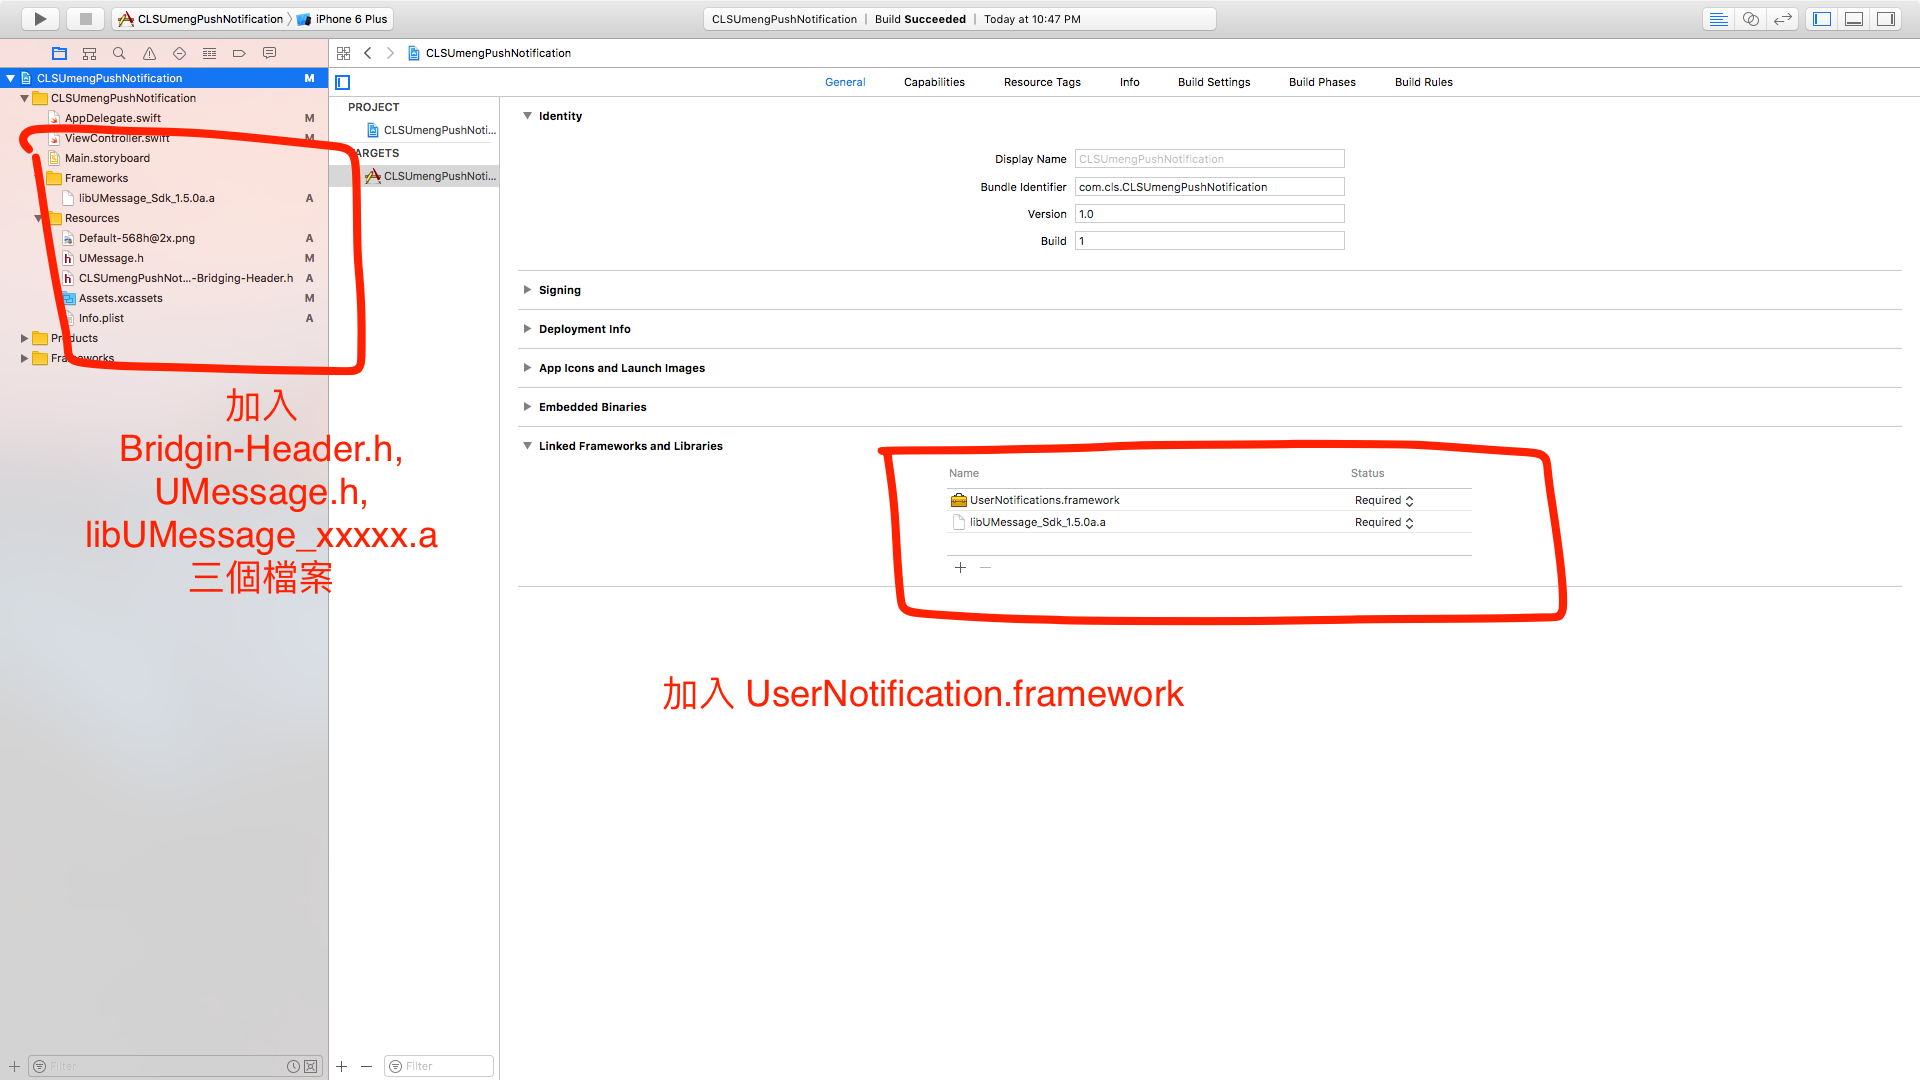 CLSUmengPushNotification
iPhone 6 Plus
CLSUmengPushNotification | Build Succeeded | Today at 10:47 PM
CLSUmengPushNotification
CLSUmengPushNotification M
CLSUmengPushNotification
AppDelegate.swift M
ViewController.swift M
Main.storyboard
Frameworks
libUMessage_Sdk_1.5.0a.a A
Resources
Default-568h@2x.png A
UMessage.h M
CLSUmengPushNot...-Bridging-Header.h A
Assets.xcassets M
Info.plist A
Products
Frameworks
加入
Bridgin-Header.h,
UMessage.h,
libUMessage_xxxxx.a
三個檔案
Filter
PROJECT
CLSUmengPushNoti...
TARGETS
CLSUmengPushNoti...
Filter
General Capabilities Resource Tags Info Build Settings Build Phases Build Rules
Identity
Display Name CLSUmengPushNotification
Bundle Identifier com.cls.CLSUmengPushNotification
Version 1.0
Build 1
Signing
Deployment Info
App Icons and Launch Images
Embedded Binaries
Linked Frameworks and Libraries
Name Status
UserNotifications.framework Required
libUMessage_Sdk_1.5.0a.a Required
加入 UserNotification.framework